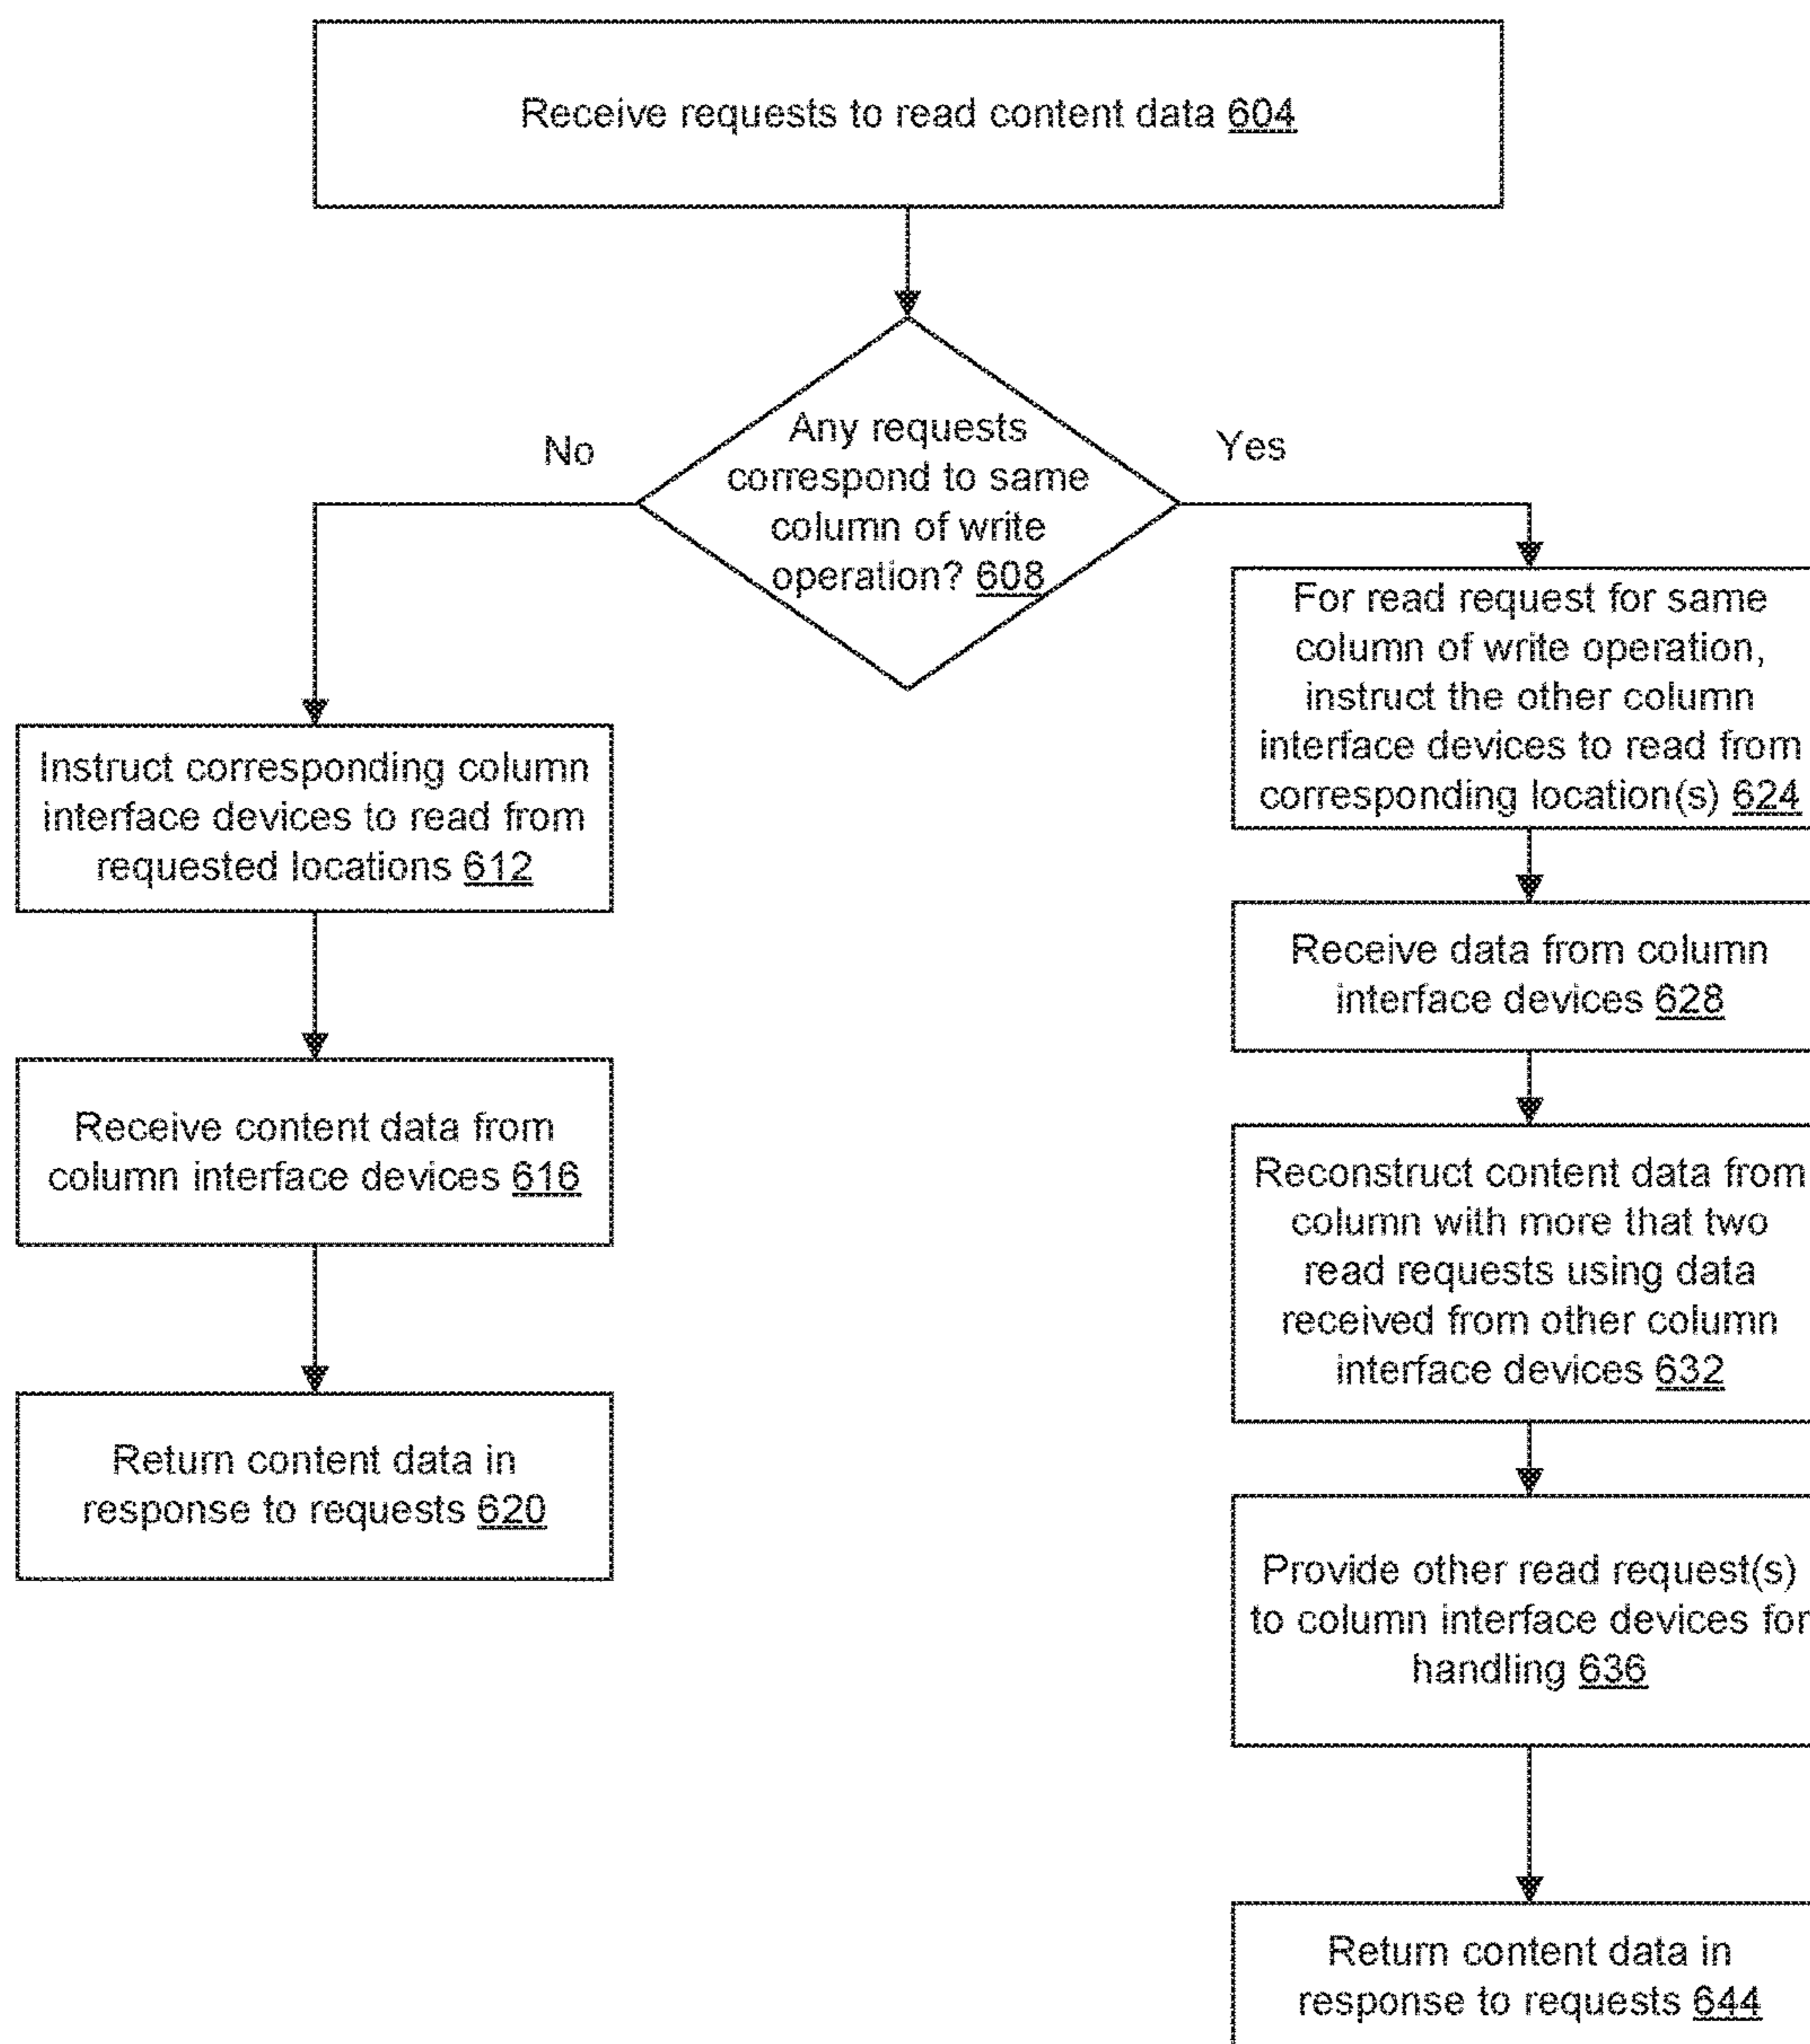 Receive requests to read content data 604
Any requests
correspond to same
column of write
operation? 608
No
Yes
Instruct corresponding column
interface devices to read from
requested locations 612
Receive content data from
column interface devices 616
Return content data in
response to requests 620
For read request for same
column of write operation,
instruct the other column
interface devices to read from
corresponding location(s) 624
Receive data from column
interface devices 628
Reconstruct content data from
column with more that two
read requests using data
received from other column
interface devices 632
Provide other read request(s)
to column interface devices for
handling 636
Return content data in
response to requests 644